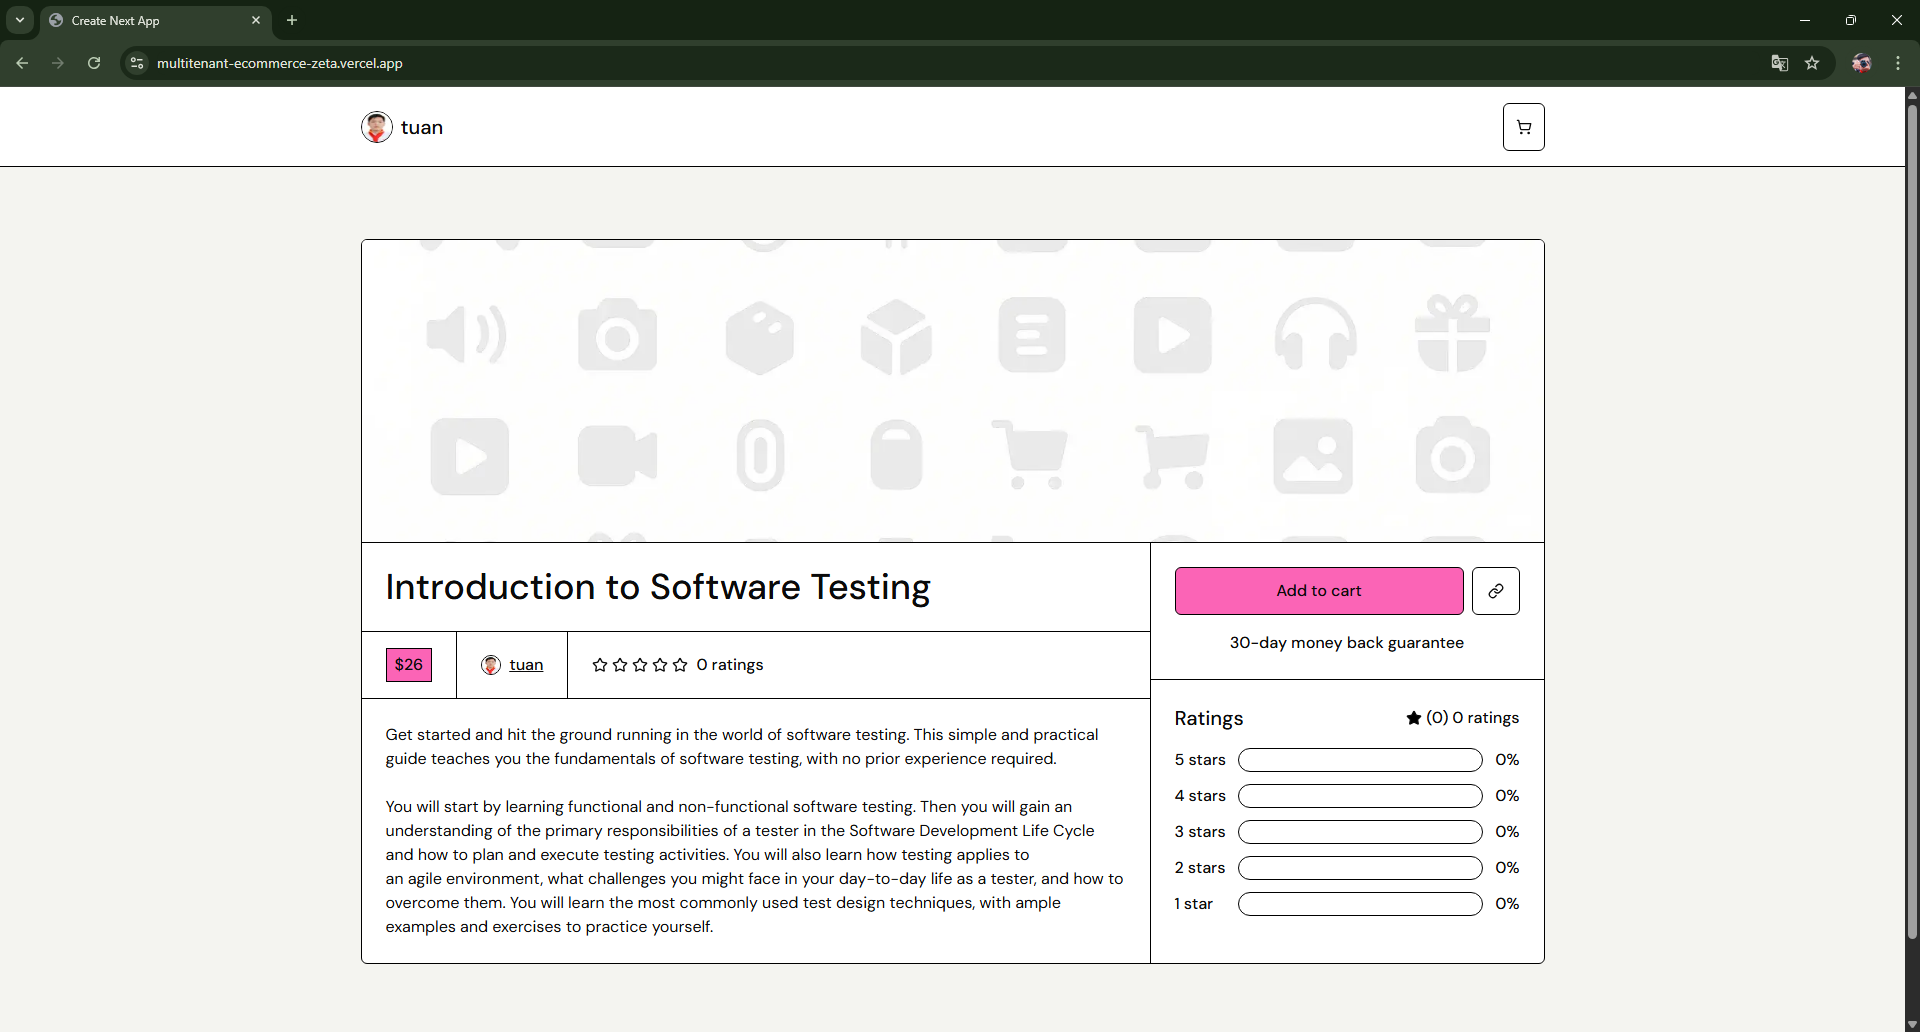 Create Next App
multitenant-ecommerce-zeta.vercel.app
tuan
Introduction to Software Testing
$26
tuan
0 ratings
Get started and hit the ground running in the world of software testing. This simple and practical
guide teaches you the fundamentals of software testing, with no prior experience required.
You will start by learning functional and non-functional software testing. Then you will gain an
understanding of the primary responsibilities of a tester in the Software Development Life Cycle
and how to plan and execute testing activities. You will also learn how testing applies to
an agile environment, what challenges you might face in your day-to-day life as a tester, and how to
overcome them. You will learn the most commonly used test design techniques, with ample
examples and exercises to practice yourself.
Add to cart
30-day money back guarantee
Ratings
(0) 0 ratings
5 stars 0%
4 stars 0%
3 stars 0%
2 stars 0%
1 star 0%